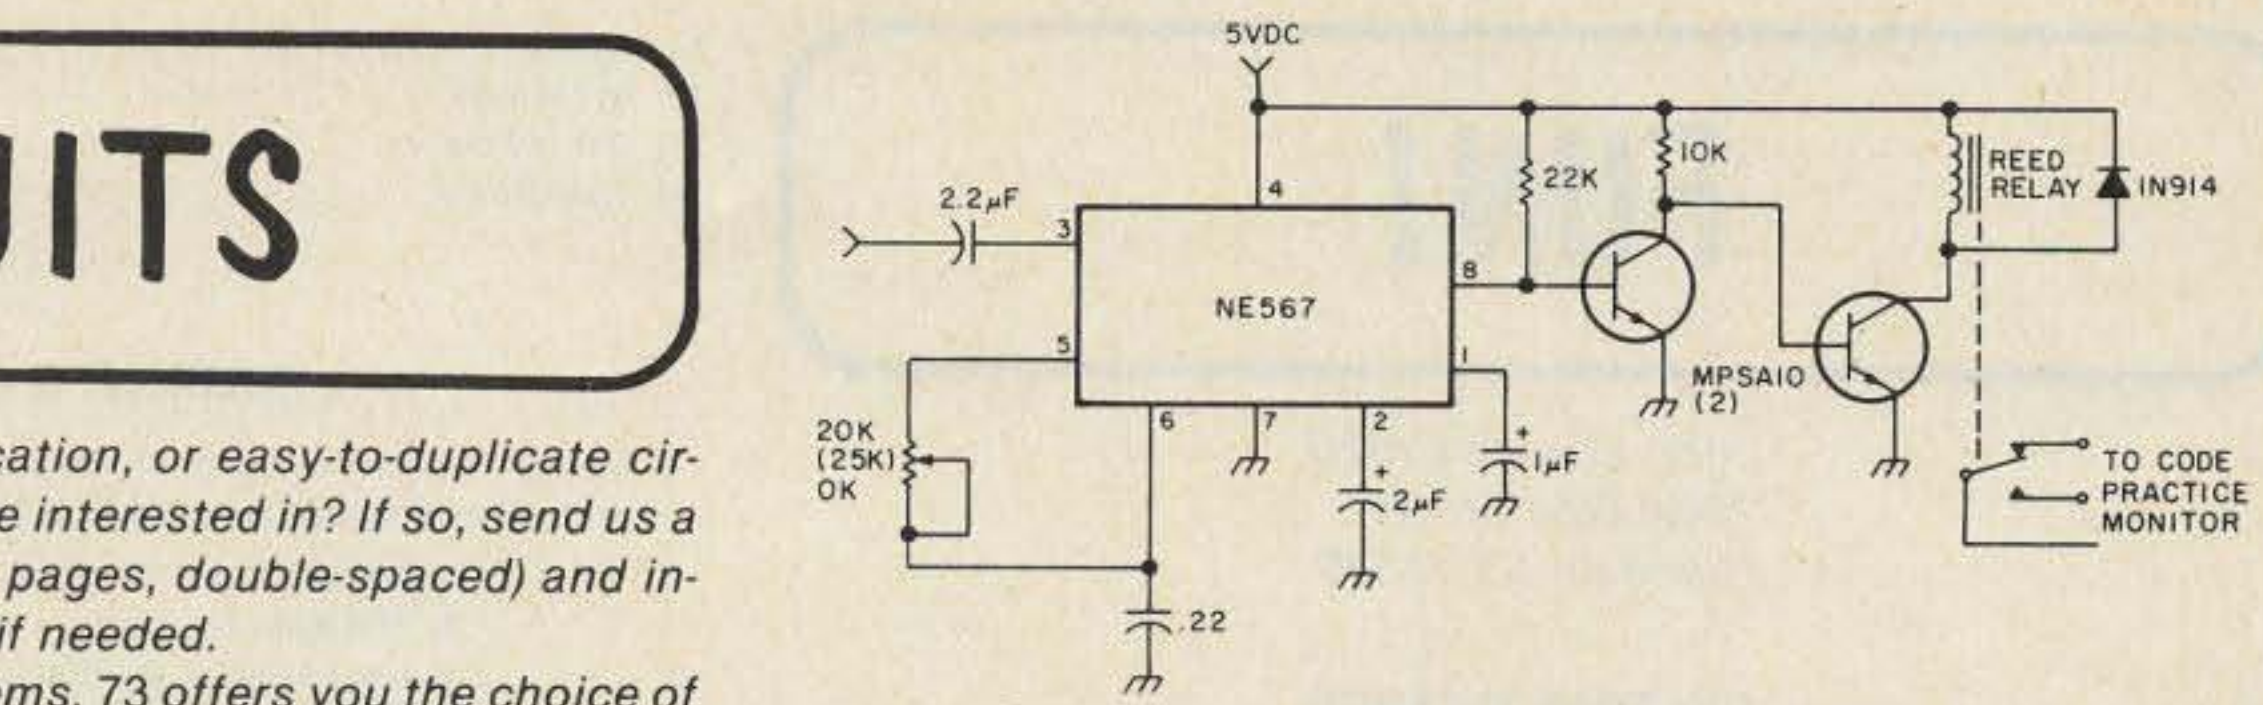 UITS
cation, or easy-to-duplicate cir-
e interested in? If so, send us a
pages, double-spaced) and in-
if needed.
oms, 73 offers you the choice of
5VDC
2.2µF
3
4
22K
10K
REED
RELAY
1N914
NE567
8
5
1
MPSA10
(2)
20K
(25K)
OK
6
7
2
+
2µF
+
1µF
TO CODE
PRACTICE
MONITOR
.22